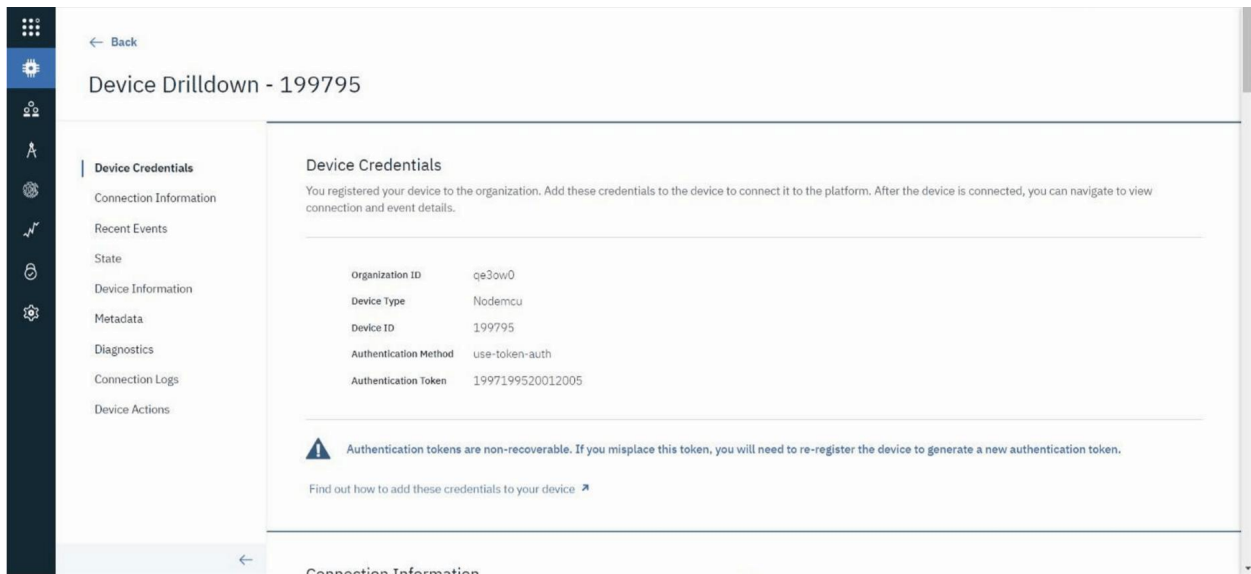 ← Back
Device Drilldown - 199795
Device Credentials
Connection Information
Recent Events
State
Device Information
Metadata
Diagnostics
Connection Logs
Device Actions
Device Credentials
You registered your device to the organization. Add these credentials to the device to connect it to the platform. After the device is connected, you can navigate to view
connection and event details.
Organization ID qe3ow0
Device Type Nodemcu
Device ID 199795
Authentication Method use-token-auth
Authentication Token 1997199520012005
Authentication tokens are non-recoverable. If you misplace this token, you will need to re-register the device to generate a new authentication token.
Find out how to add these credentials to your device
Connection Information